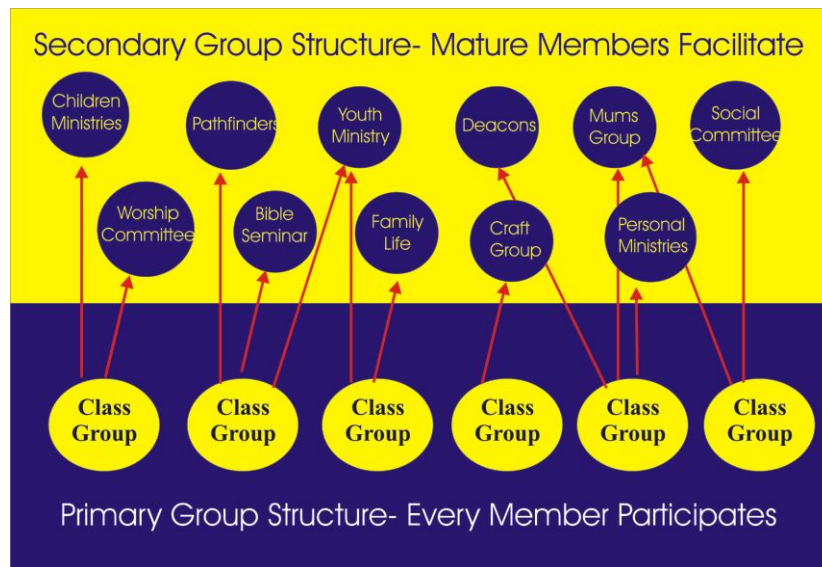 Secondary Group Structure- Mature Members Facilitate
Children
Ministries
Pathfinders
Youth
Ministry
Deacons
Mums
Group
Social
Committee
Worship
Committee
Bible
Seminar
Family
Life
Craft
Group
Personal
Ministries
Class
Group
Class
Group
Class
Group
Class
Group
Class
Group
Class
Group
Primary Group Structure- Every Member Participates